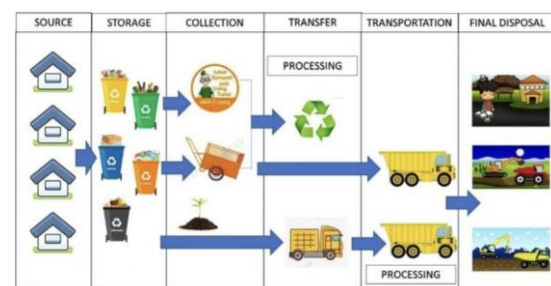 SOURCE
STORAGE
COLLECTION
TRANSFER
TRANSPORTATION
FINAL DISPOSAL
PROCESSING
PROCESSING